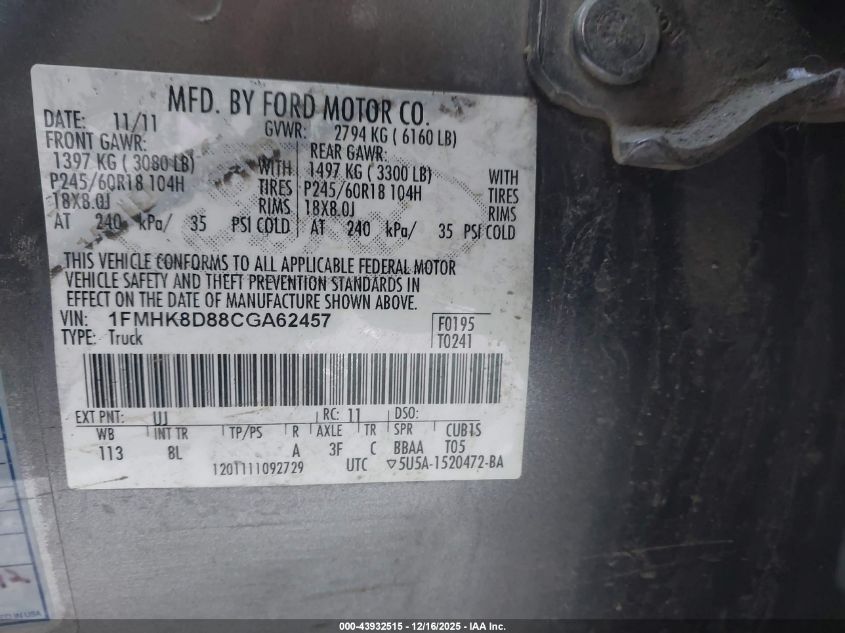 MFD. BY FORD MOTOR CO.
DATE: 11/11 GVWR: 2794 KG ( 6160 LB)
FRONT GAWR: REAR GAWR:
1397 KG ( 3080 LB) WITH 1497 KG ( 3300 LB) WITH
P245/60R18 104H TIRES P245/60R18 104H TIRES
18X8.0J RIMS 18X8.0J RIMS
AT 240 kPa/ 35 PSI COLD AT 240 kPa/ 35 PSI COLD
THIS VEHICLE CONFORMS TO ALL APPLICABLE FEDERAL MOTOR
VEHICLE SAFETY AND THEFT PREVENTION STANDARDS IN
EFFECT ON THE DATE OF MANUFACTURE SHOWN ABOVE.
VIN: 1FMHK8D88CGA62457 F0195
TYPE: Truck T0241
EXT PNT: UJ RC: 11 DSO:
WB INT TR TP/PS R AXLE TR SPR CUBTS
113 8L A 3F C BBAA T05
1201111092729 UTC ▽5U5A-1520472-BA
12
IN USA
000-43932515 - 12/16/2025 - IAA Inc.